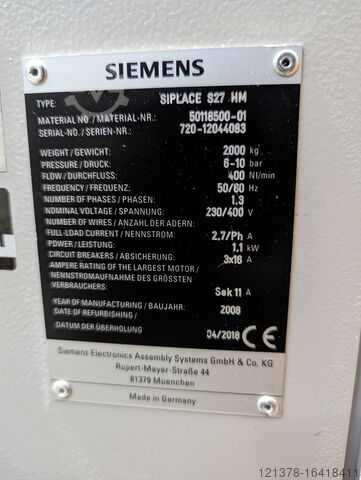 SIEMENS
TYPE: SIPLACE S27 HM
MATERIAL NO./MATERIAL-NR.: 50118500-01
SERIAL-NO./SERIEN-NR.: 720-12044083
WEIGHT / GEWICHT: 2000 kg
PRESSURE / DRUCK: 6-10 bar
FLOW / DURCHFLUSS: 400 Nl/min
FREQUENCY / FREQUENZ: 50/60 Hz
NUMBER OF PHASES / PHASEN: 1.3
NOMINAL VOLTAGE / SPANNUNG: 230/400 V
NUMBER OF WIRES / ANZAHL DER ADERN:
FULL-LOAD CURRENT / NENNSTROM: 2,7/Ph A
POWER / LEISTUNG: 1.1 kW
CIRCUIT BREAKERS / ABSICHERUNG: 3x16 A
AMPERE RATING OF THE LARGEST MOTOR /
NENNSTROMAUFNAHME DES GRÖSSTEN
VERBRAUCHERS: Sek 11 A
YEAR OF MANUFACTURING / BAUJAHR: 2008
DATE OF REFURBISHING /
DATUM DER ÜBERHOLUNG 04/2018 CE
Siemens Electronics Assembly Systems GmbH & Co. KG
Rupert-Mayer-Straße 44
81379 Muenchen
Made in Germany
121378-16418411